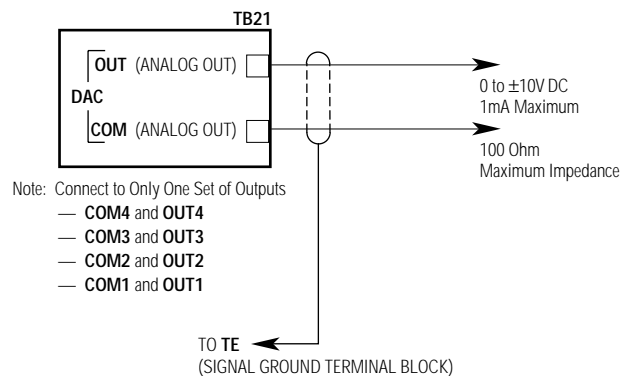 TB21
OUT (ANALOG OUT)
DAC
COM (ANALOG OUT)
0 to ±10V DC
1mA Maximum
100 Ohm
Maximum Impedance
Note: Connect to Only One Set of Outputs
— COM4 and OUT4
— COM3 and OUT3
— COM2 and OUT2
— COM1 and OUT1
TO TE
(SIGNAL GROUND TERMINAL BLOCK)